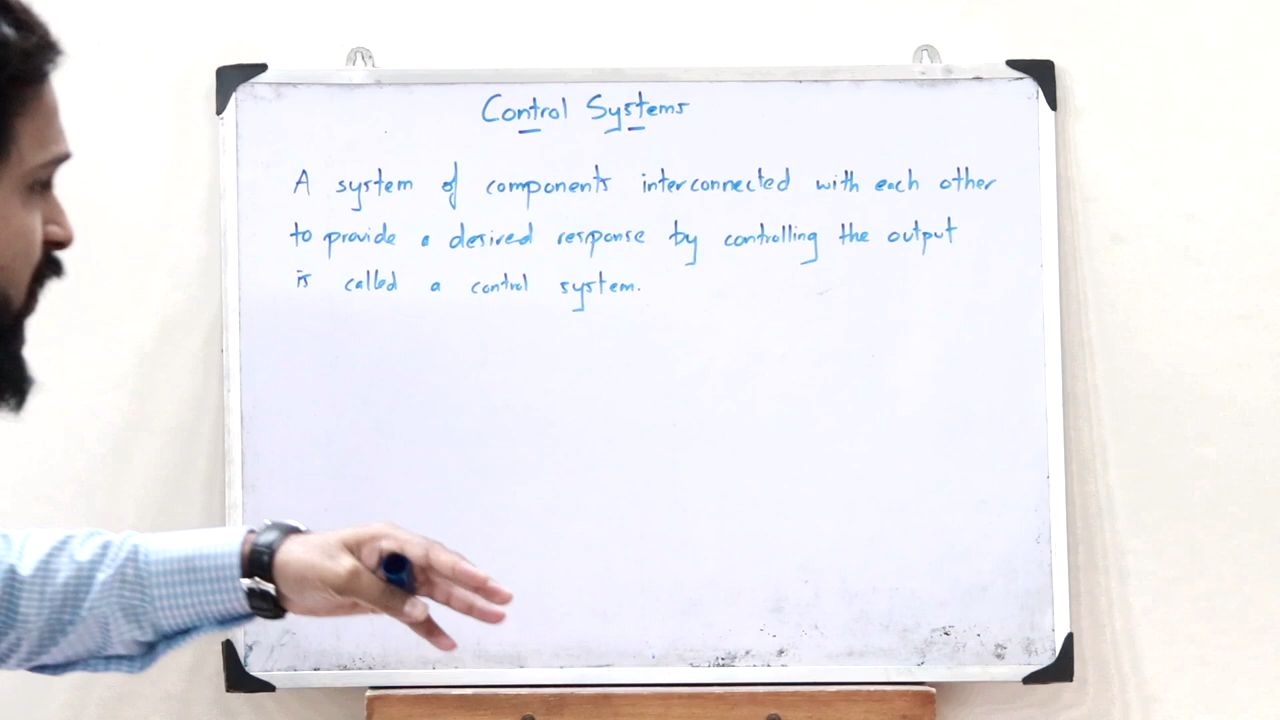 Control Systems
A system of components interconnected with each other
to provide a desired response by controlling the output
is called a control system.